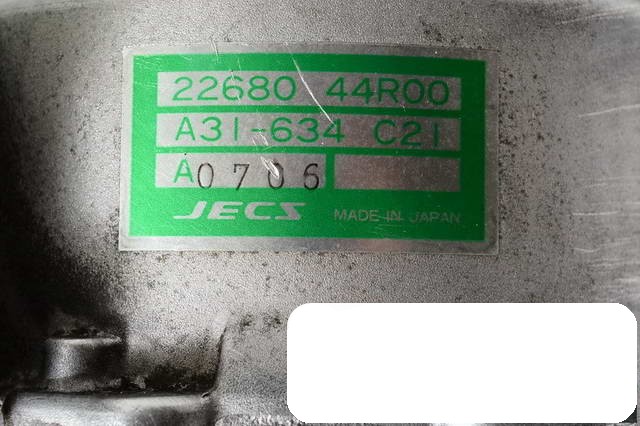 22680 44R00
A31-634 C21
A0706
JECS MADE IN JAPAN